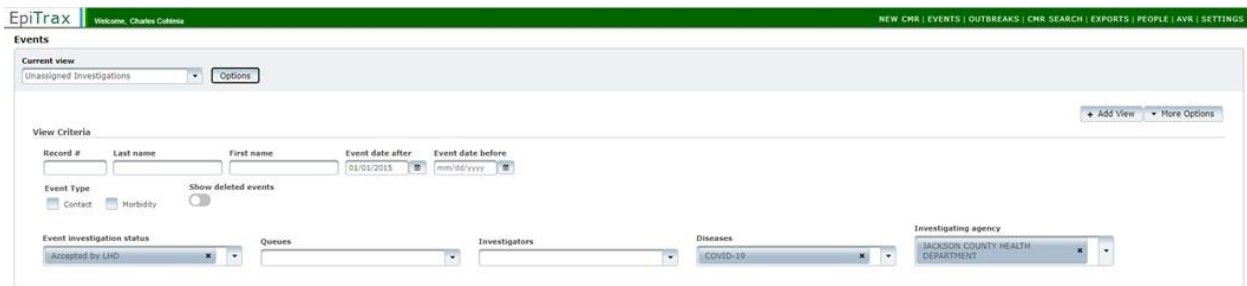 EpiTrax Welcome, Charles Cohlmia NEW CMR | EVENTS | OUTBREAKS | CMR SEARCH | EXPORTS | PEOPLE | AVR | SETTINGS
Events
Current view
Unassigned Investigations Options
+ Add View More Options
View Criteria
Record # Last name First name Event date after Event date before
01/01/2015 mm/dd/yyyy
Event Type Show deleted events
Contact Morbidity
Event investigation status Queues Investigators Diseases Investigating agency
Accepted by LHD COVID-19 JACKSON COUNTY HEALTH
DEPARTMENT